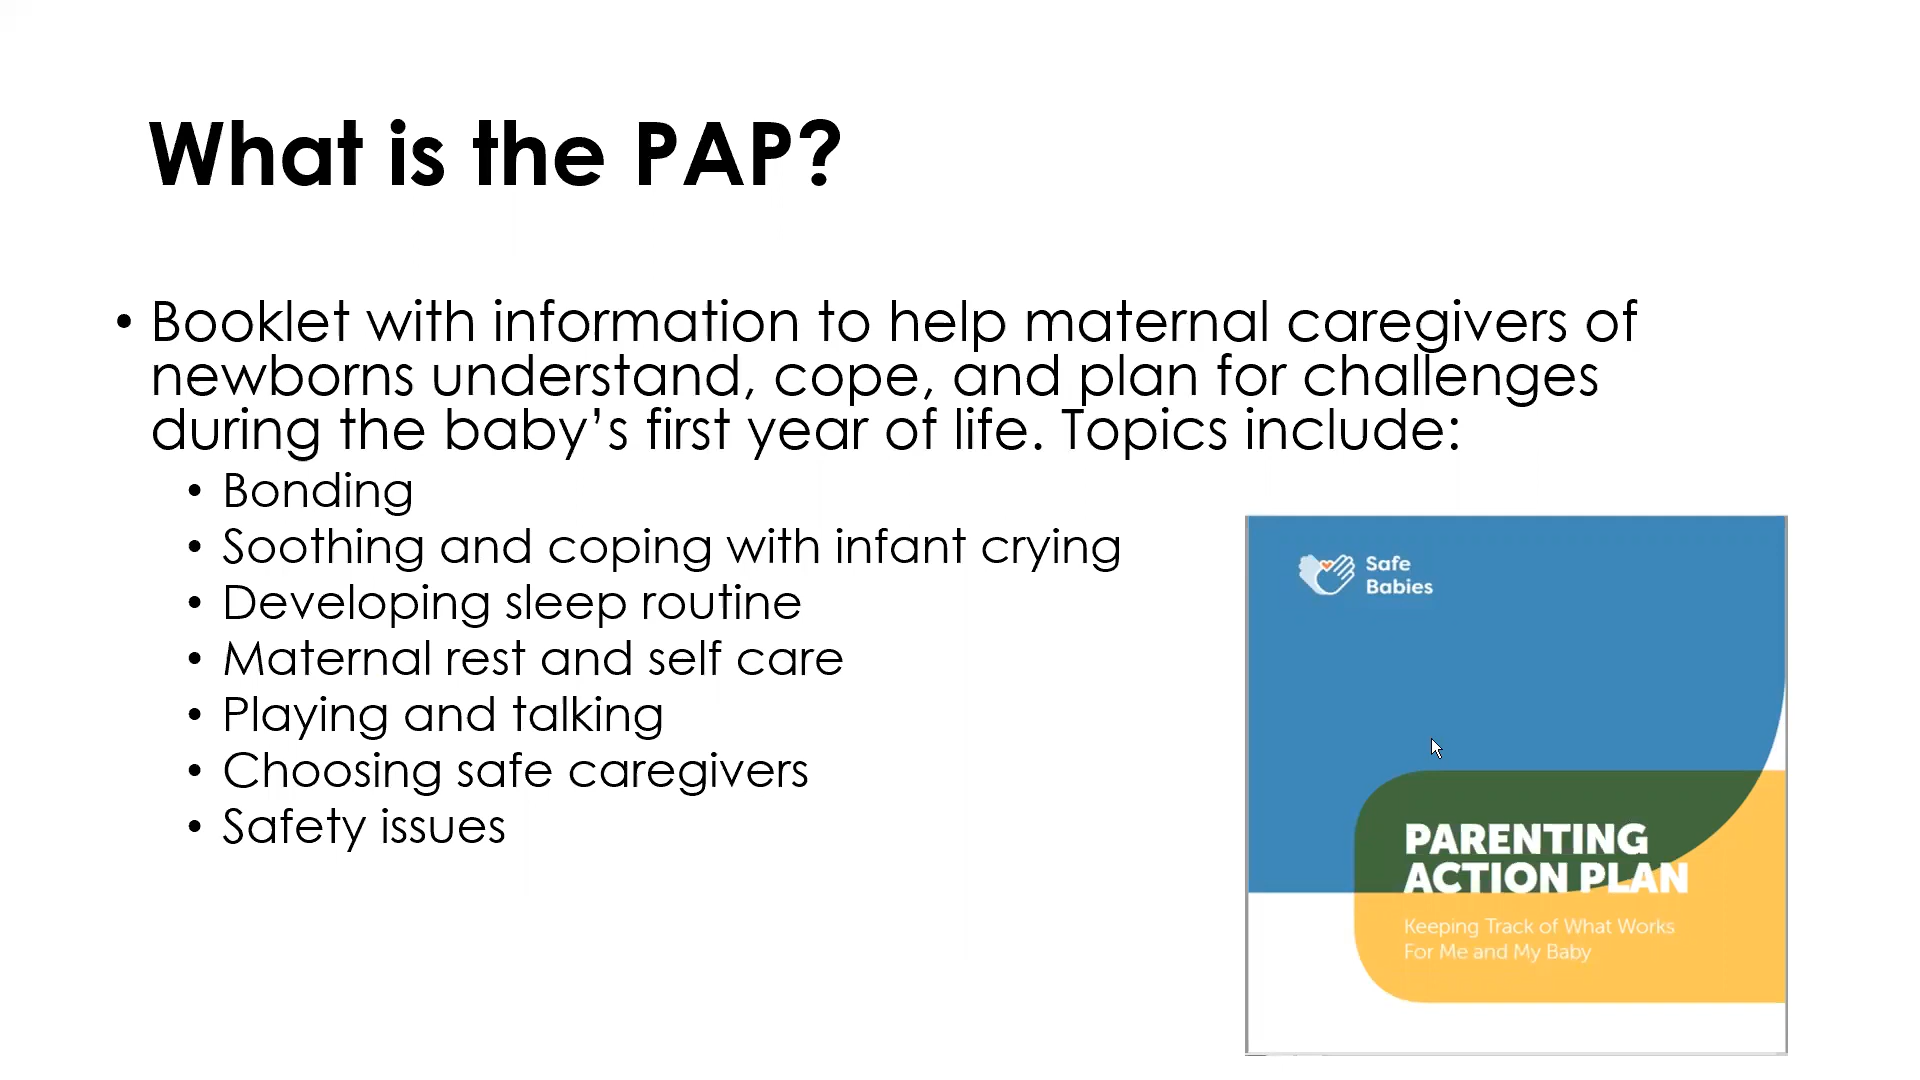 What is the PAP?
• Booklet with information to help maternal caregivers of
newborns understand, cope, and plan for challenges
during the baby’s first year of life. Topics include:
• Bonding
• Soothing and coping with infant crying
• Developing sleep routine
• Maternal rest and self care
• Playing and talking
• Choosing safe caregivers
• Safety issues
Safe
Babies
PARENTING
ACTION PLAN
Keeping Track of What Works
For Me and My Baby